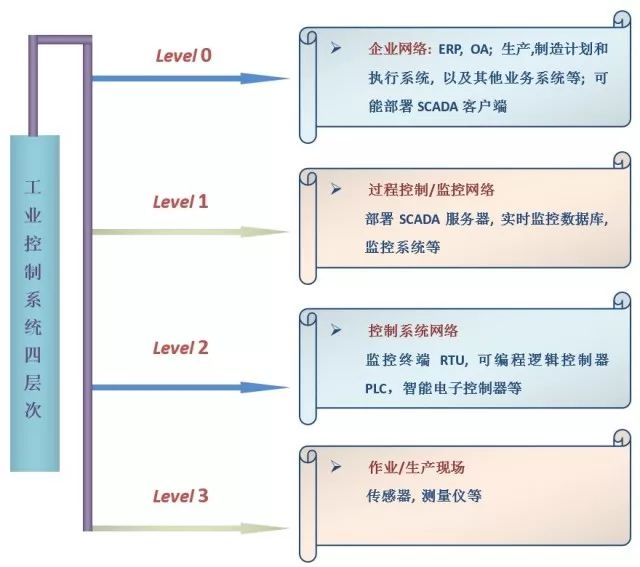 工业控制系统四层次
Level 0
企业网络: ERP, OA; 生产,制造计划和
执行系统, 以及其他业务系统等; 可
能部署 SCADA 客户端
Level 1
过程控制/监控网络
部署 SCADA 服务器, 实时监控数据库,
监控系统等
Level 2
控制系统网络
监控终端 RTU, 可编程逻辑控制器
PLC，智能电子控制器等
Level 3
作业/生产现场
传感器, 测量仪等